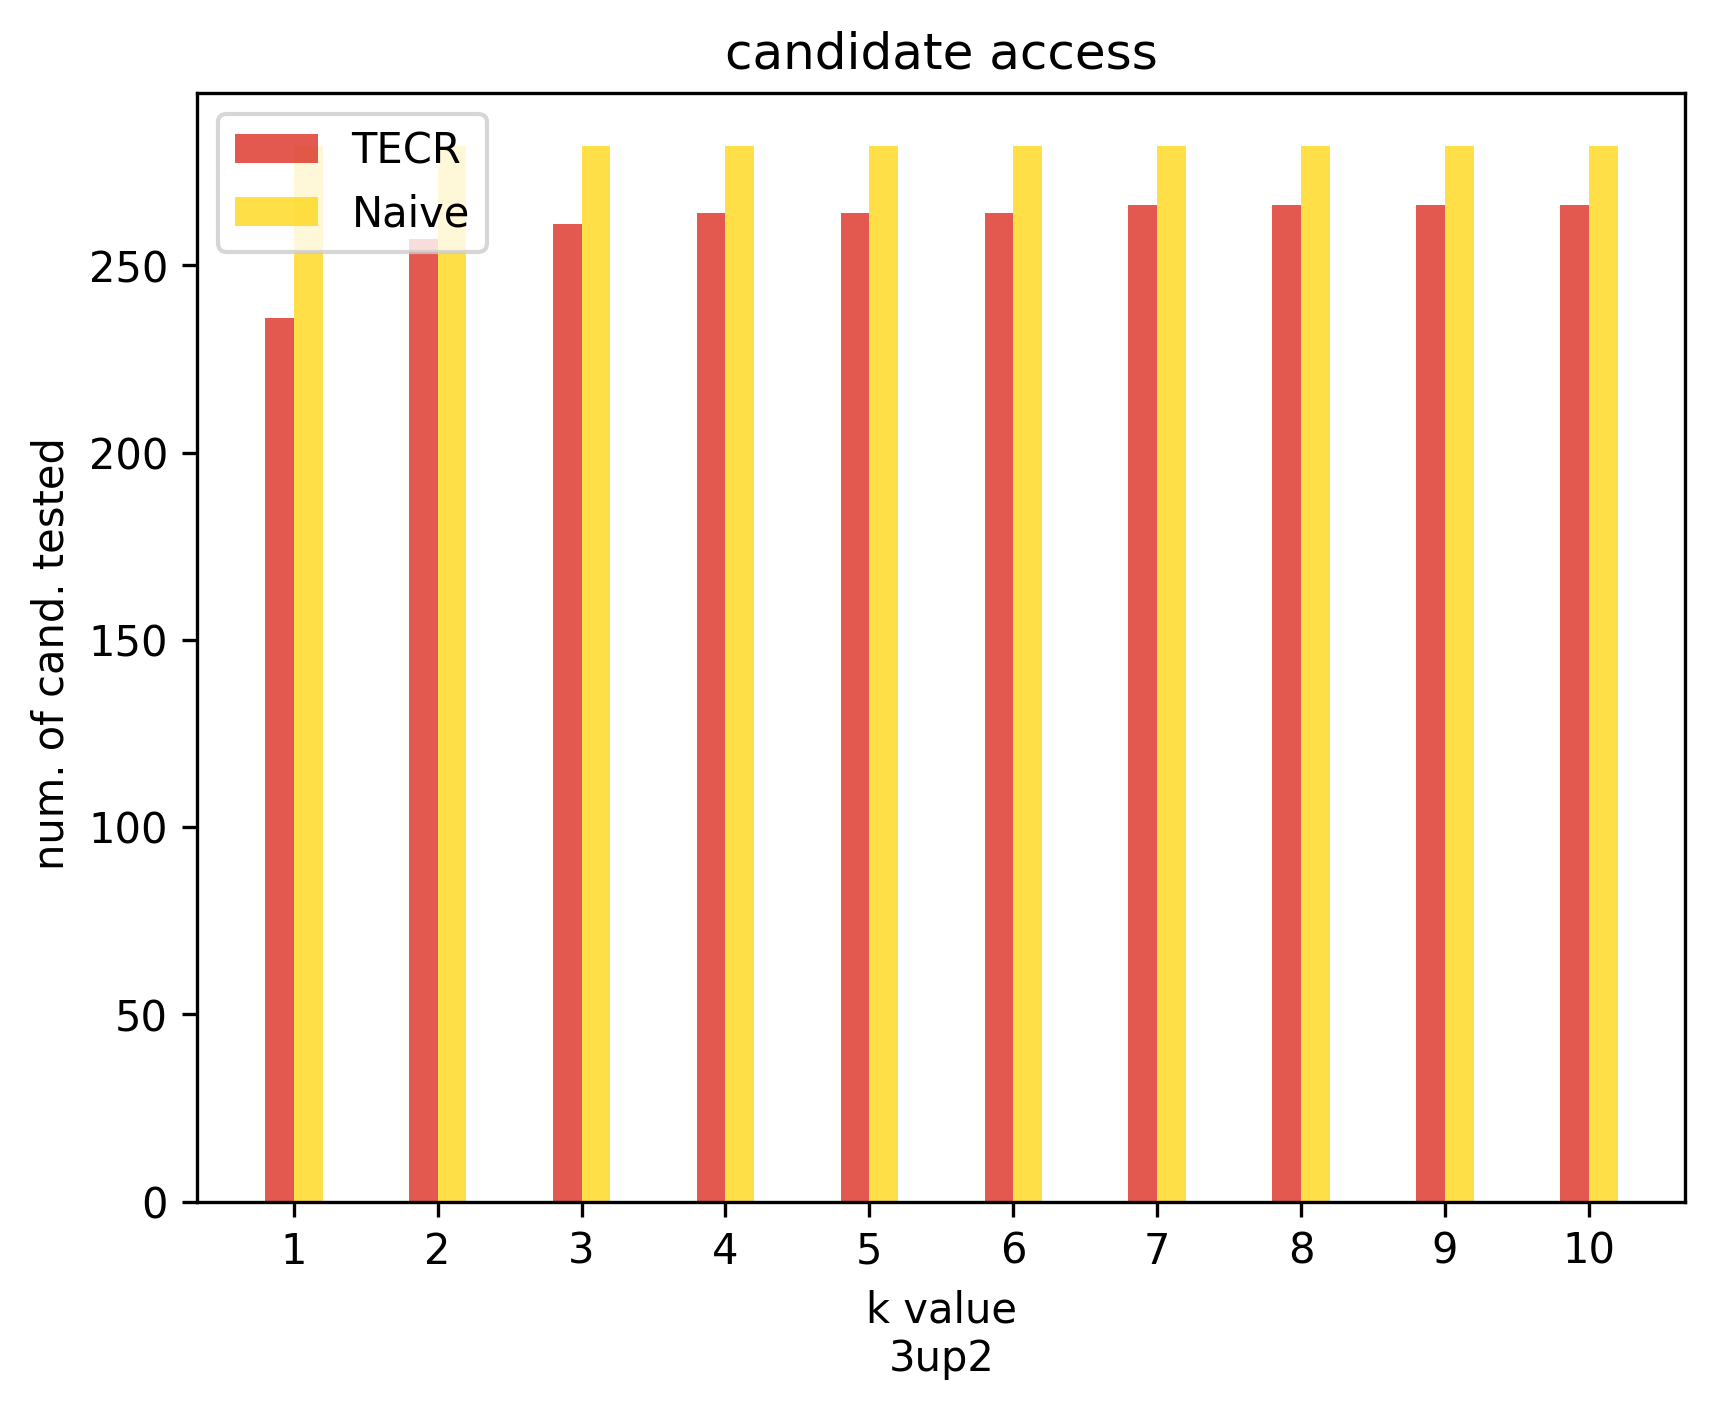 candidate access
TECR
Naive
num. of cand. tested
250
200
150
100
50
0
1 2 3 4 5 6 7 8 9 10
k value
3up2